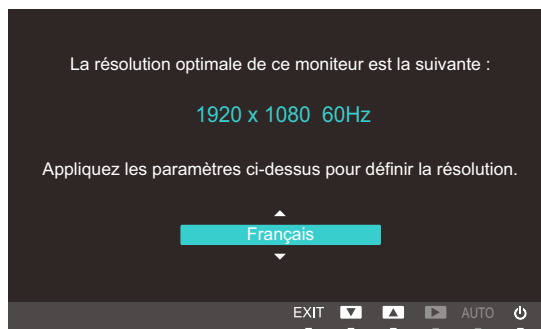 La résolution optimale de ce moniteur est la suivante :
1920 x 1080 60Hz
Appliquez les paramètres ci-dessus pour définir la résolution.
Français
EXIT AUTO